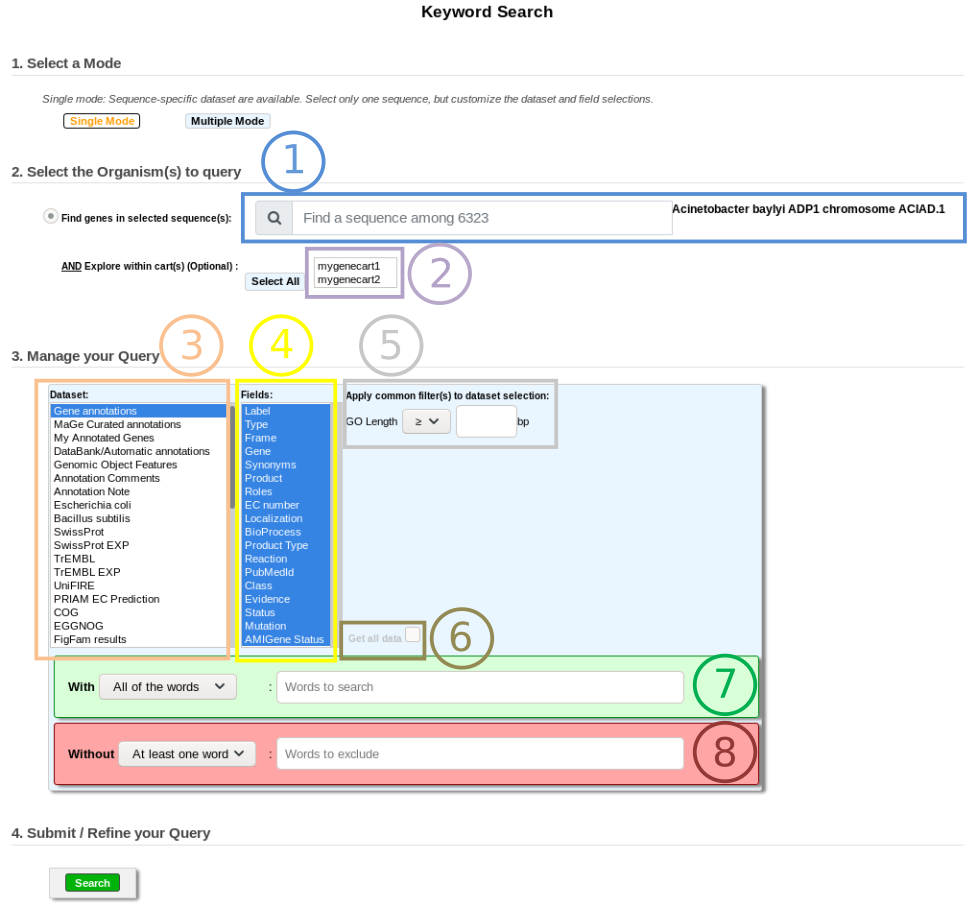 Keyword Search
1. Select a Mode
Single mode: Sequence-specific dataset are available. Select only one sequence, but customize the dataset and field selections.
Single Mode Multiple Mode
1
2. Select the Organism(s) to query
Find genes in selected sequence(s): Find a sequence among 6323 Acinetobacter baylyi ADP1 chromosome ACIAD.1
AND Explore within cart(s) (Optional) : Select All
mygenecart1
mygenecart2
2
3
4
5
3. Manage your Query
Dataset:
Gene annotations
MaGe Curated annotations
My Annotated Genes
DataBank/Automatic annotations
Genomic Object Features
Annotation Comments
Annotation Note
Escherichia coli
Bacillus subtilis
SwissProt
SwissProt EXP
TrEMBL
TrEMBL EXP
UniFIRE
PRIAM EC Prediction
COG
EGGNOG
FigFam results
Fields:
Label
Type
Frame
Gene
Synonyms
Product
Roles
EC number
Localization
BioProcess
Product Type
Reaction
PubMedId
Class
Evidence
Status
Mutation
AMIGene Status
Apply common filter(s) to dataset selection:
GO Length ≥ bp
Get all data
6
With All of the words : Words to search
7
Without At least one word : Words to exclude
8
4. Submit / Refine your Query
Search